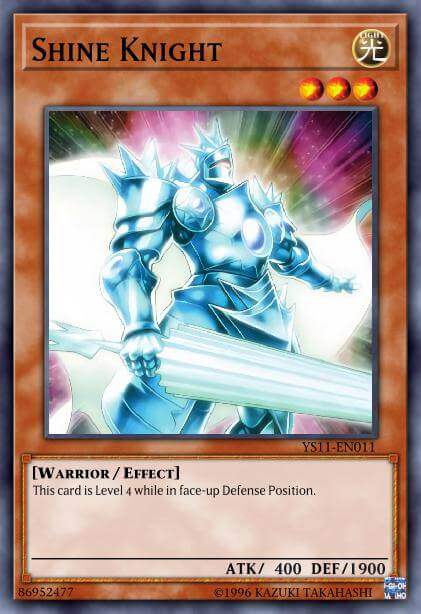 SHINE KNIGHT
LIGHT
光
YS11-EN011
[WARRIOR / EFFECT]
This card is Level 4 while in face-up Defense Position.
ATK/ 400 DEF/1900
86952477
©1996 KAZUKI TAKAHASHI